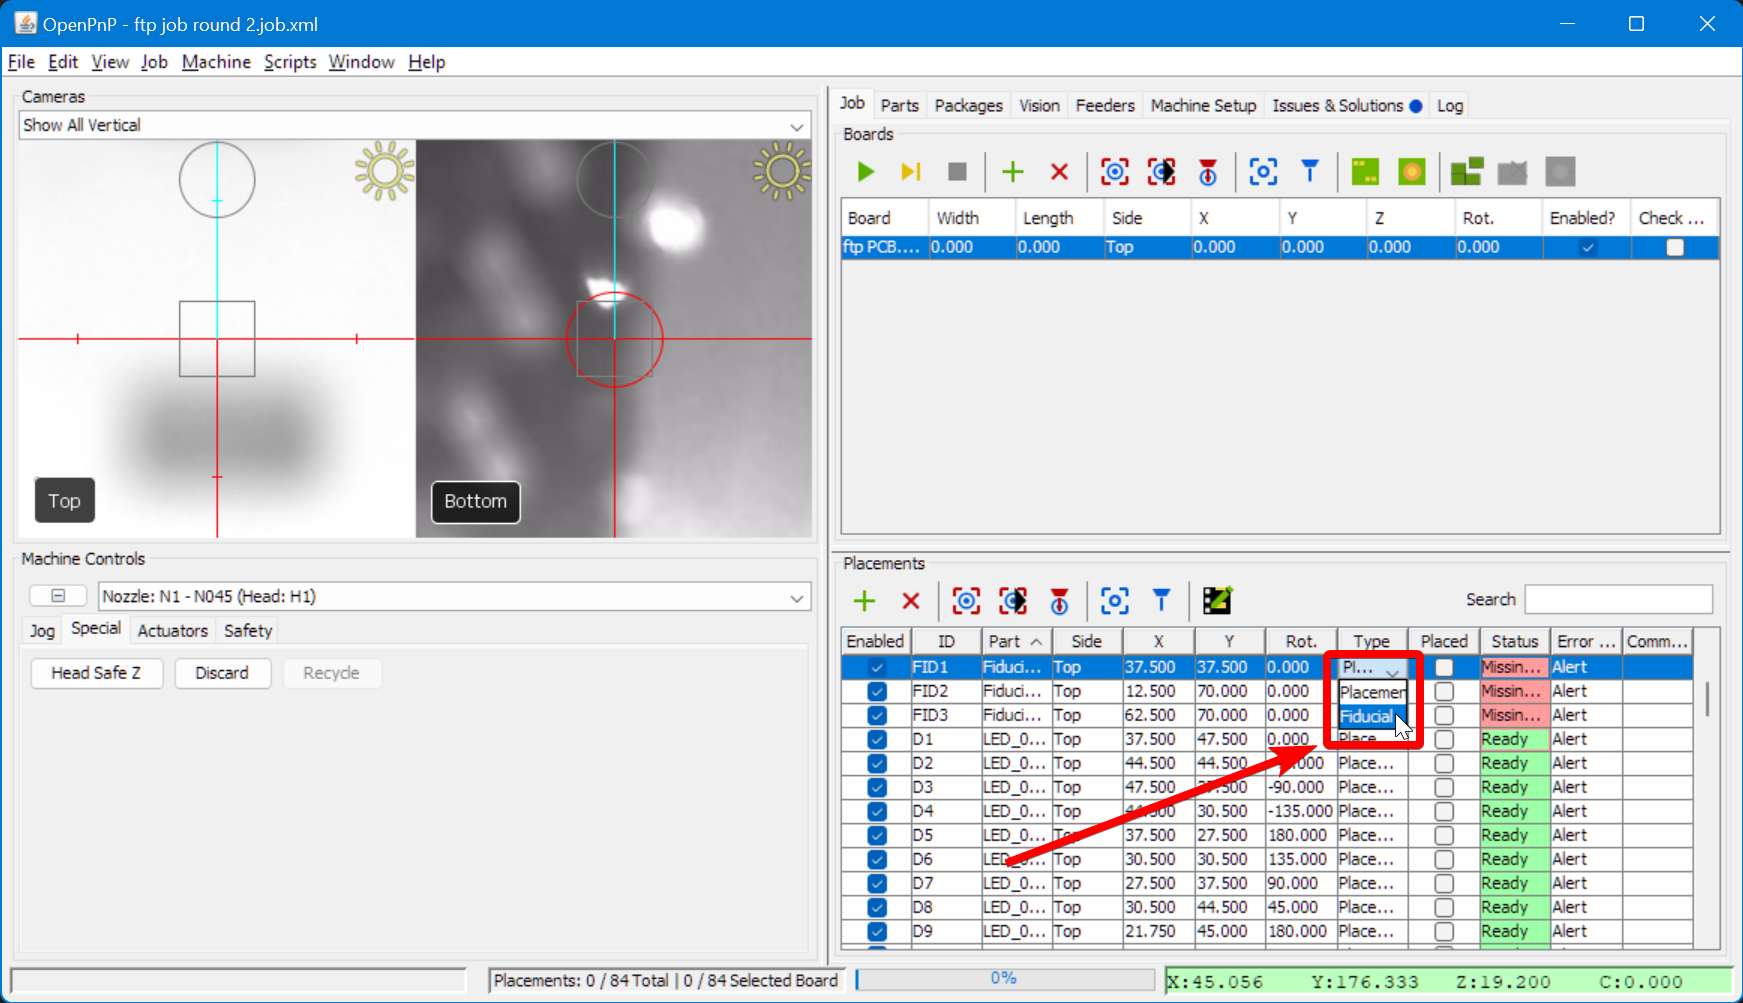 OpenPnP - ftp job round 2.job.xml
File Edit View Job Machine Scripts Window Help
Cameras
Show All Vertical
Top
Bottom
Machine Controls
Nozzle: N1 - N045 (Head: H1)
Jog Special Actuators Safety
Head Safe Z Discard Recycle
Job Parts Packages Vision Feeders Machine Setup Issues & Solutions Log
Boards
Board Width Length Side X Y Z Rot. Enabled? Check ...
ftp PCB.... 0.000 0.000 Top 0.000 0.000 0.000 0.000
Placements
Search
Enabled ID Part Side X Y Rot. Type Placed Status Error ... Comm...
FID1 Fiduci... Top 37.500 37.500 0.000 Pl... Missin... Alert
FID2 Fiduci... Top 12.500 70.000 0.000 Placemen Missin... Alert
FID3 Fiduci... Top 62.500 70.000 0.000 Fiducial Missin... Alert
D1 LED_0... Top 37.500 47.500 0.000 Place... Ready Alert
D2 LED_0... Top 44.500 44.500 .000 Place... Ready Alert
D3 LED_0... Top 47.500 .500 -90.000 Place... Ready Alert
D4 LED_0... Top 44.500 30.500 -135.000 Place... Ready Alert
D5 LED_0... Top 37.500 27.500 180.000 Place... Ready Alert
D6 LED_0... Top 30.500 30.500 135.000 Place... Ready Alert
D7 LED_0... Top 27.500 37.500 90.000 Place... Ready Alert
D8 LED_0... Top 30.500 44.500 45.000 Place... Ready Alert
D9 LED_0... Top 21.750 45.000 180.000 Place... Ready Alert
Placements: 0 / 84 Total | 0 / 84 Selected Board 0% X:45.056 Y:176.333 Z:19.200 C:0.000